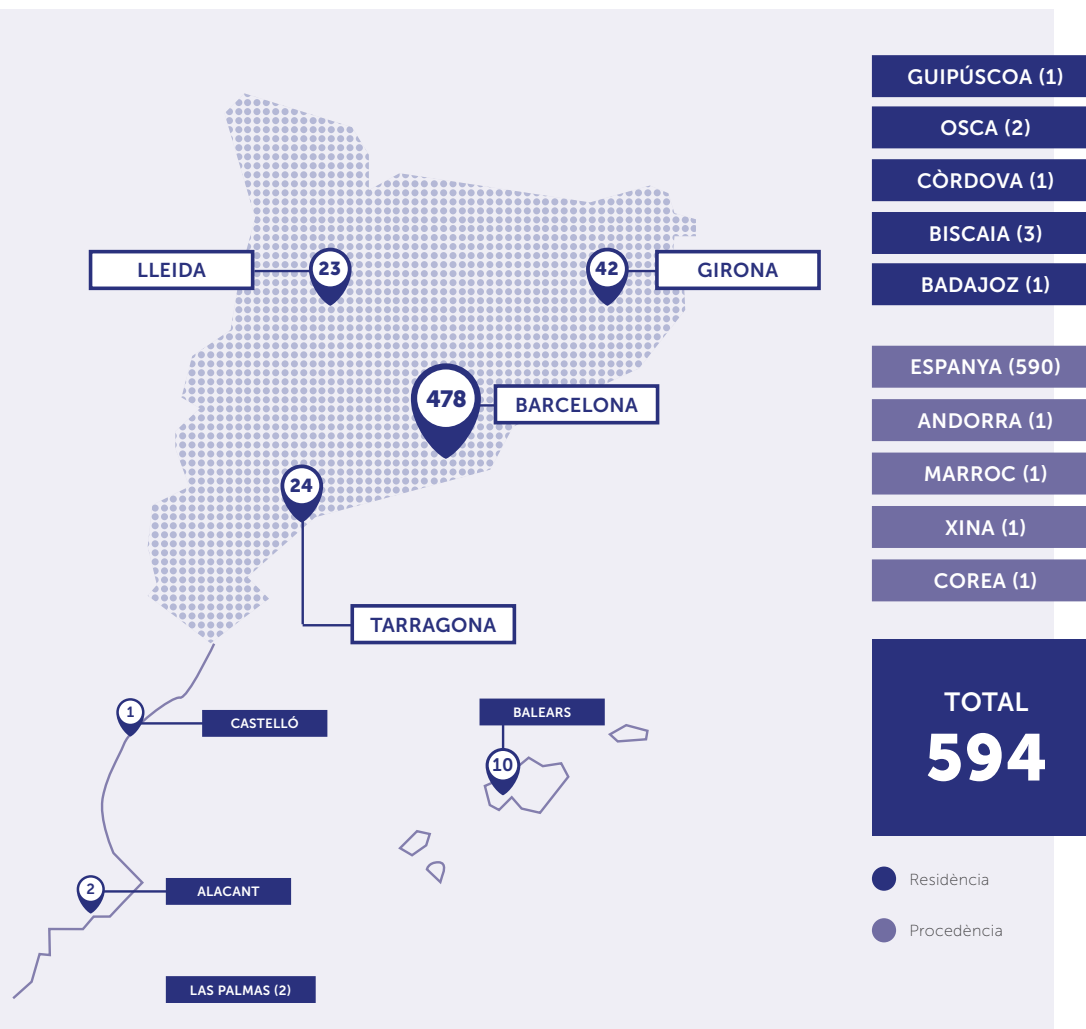 LLEIDA
23
42
GIRONA
478
BARCELONA
24
TARRAGONA
1
CASTELLÓ
BALEARS
10
2
ALACANT
LAS PALMAS (2)
GUIPÚSCOA (1)
OSCA (2)
CÒRDOVA (1)
BISCAIA (3)
BADAJOZ (1)
ESPANYA (590)
ANDORRA (1)
MARROC (1)
XINA (1)
COREA (1)
TOTAL
594
Residència
Procedència